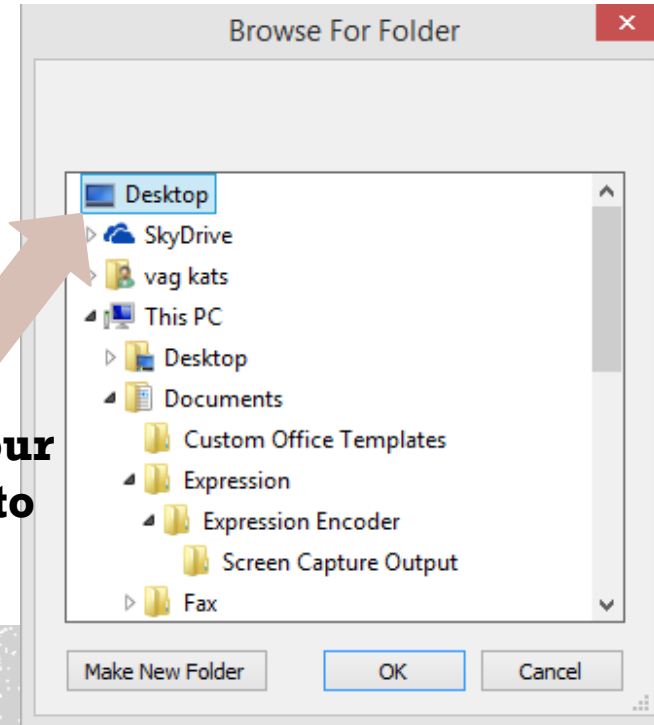 Browse For Folder
Desktop
SkyDrive
vag kats
This PC
Desktop
Documents
Custom Office Templates
Expression
to
Expression Encoder
Screen Capture Output
Fax
Make New Folder OK Cancel